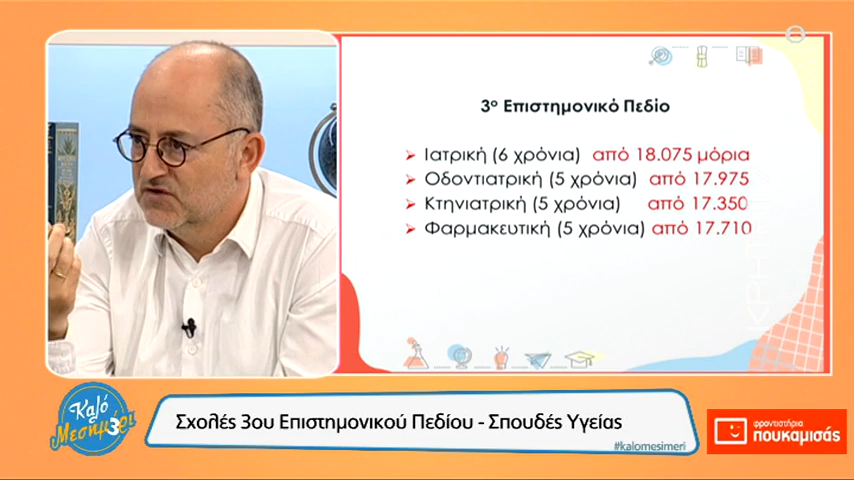 3ο Επιστημονικό Πεδίο
➢ Ιατρική (6 χρόνια) από 18.075 μόρια
➢ Οδοντιατρική (5 χρόνια) από 17.975
➢ Κτηνιατρική (5 χρόνια) από 17.350
➢ Φαρμακευτική (5 χρόνια) από 17.710
ΚΡΗΤΗ
Καλό
Μεσημ3ρι
Σχολές 3ου Επιστημονικού Πεδίου - Σπουδές Υγείας
#kalomesimeri
φροντιστήρια
πουκαμισάς